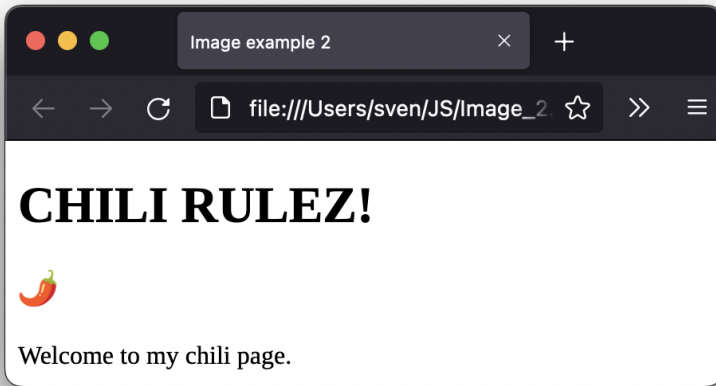 Image example 2
file:///Users/sven/JS/Image_2.
CHILI RULEZ!
Welcome to my chili page.